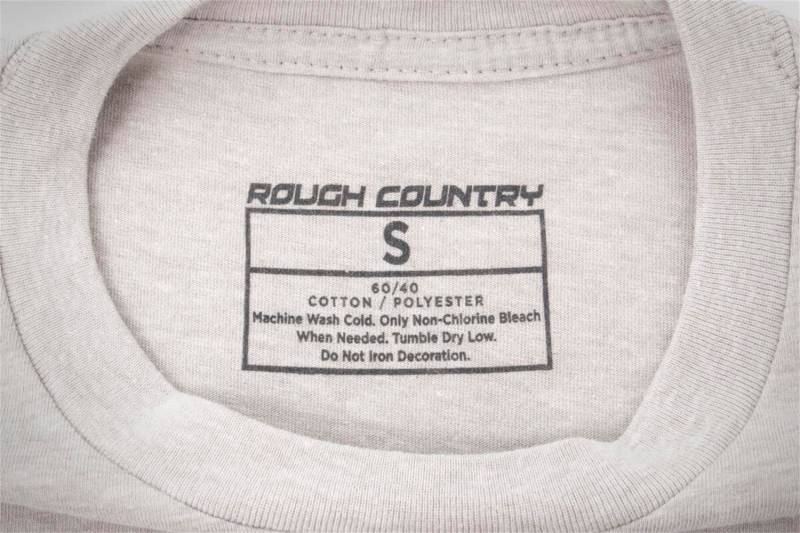 ROUGH COUNTRY
S
60/40
COTTON / POLYESTER
Machine Wash Cold. Only Non-Chlorine Bleach
When Needed. Tumble Dry Low.
Do Not Iron Decoration.